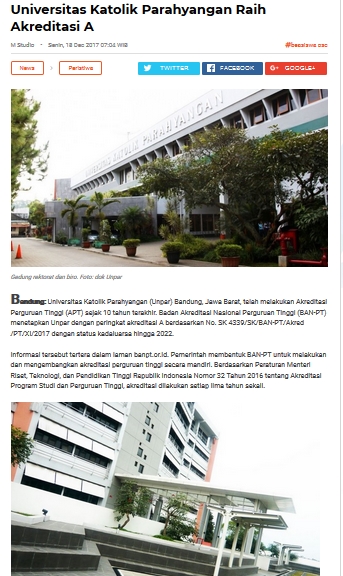 Universitas Katolik Parahyangan Raih
Akreditasi A
M Studio • Senin, 18 Dec 2017 07:04 WIB
#beasiswa osc
News > Peristiwa
TWITTER FACEBOOK GOOGLE+
UNIVERSITAS KATOLIK PARAHYANGAN
Gedung rektorat dan biro. Foto: dok Unpar
Bandung: Universitas Katolik Parahyangan (Unpar) Bandung, Jawa Barat, telah melakukan Akreditasi
Perguruan Tinggi (APT) sejak 10 tahun terakhir. Badan Akreditasi Nasional Perguruan Tinggi (BAN-PT)
menetapkan Unpar dengan peringkat akreditasi A berdasarkan No. SK 4339/SK/BAN-PT/Akred
/PT/XI/2017 dengan status kadaluarsa hingga 2022.
Informasi tersebut tertera dalam laman banpt.or.id. Pemerintah membentuk BAN-PT untuk melakukan
dan mengembangkan akreditasi perguruan tinggi secara mandiri. Berdasarkan Peraturan Menteri
Riset, Teknologi, dan Pendidikan Tinggi Republik Indonesia Nomor 32 Tahun 2016 tentang Akreditasi
Program Studi dan Perguruan Tinggi, akreditasi dilakukan setiap lima tahun sekali.